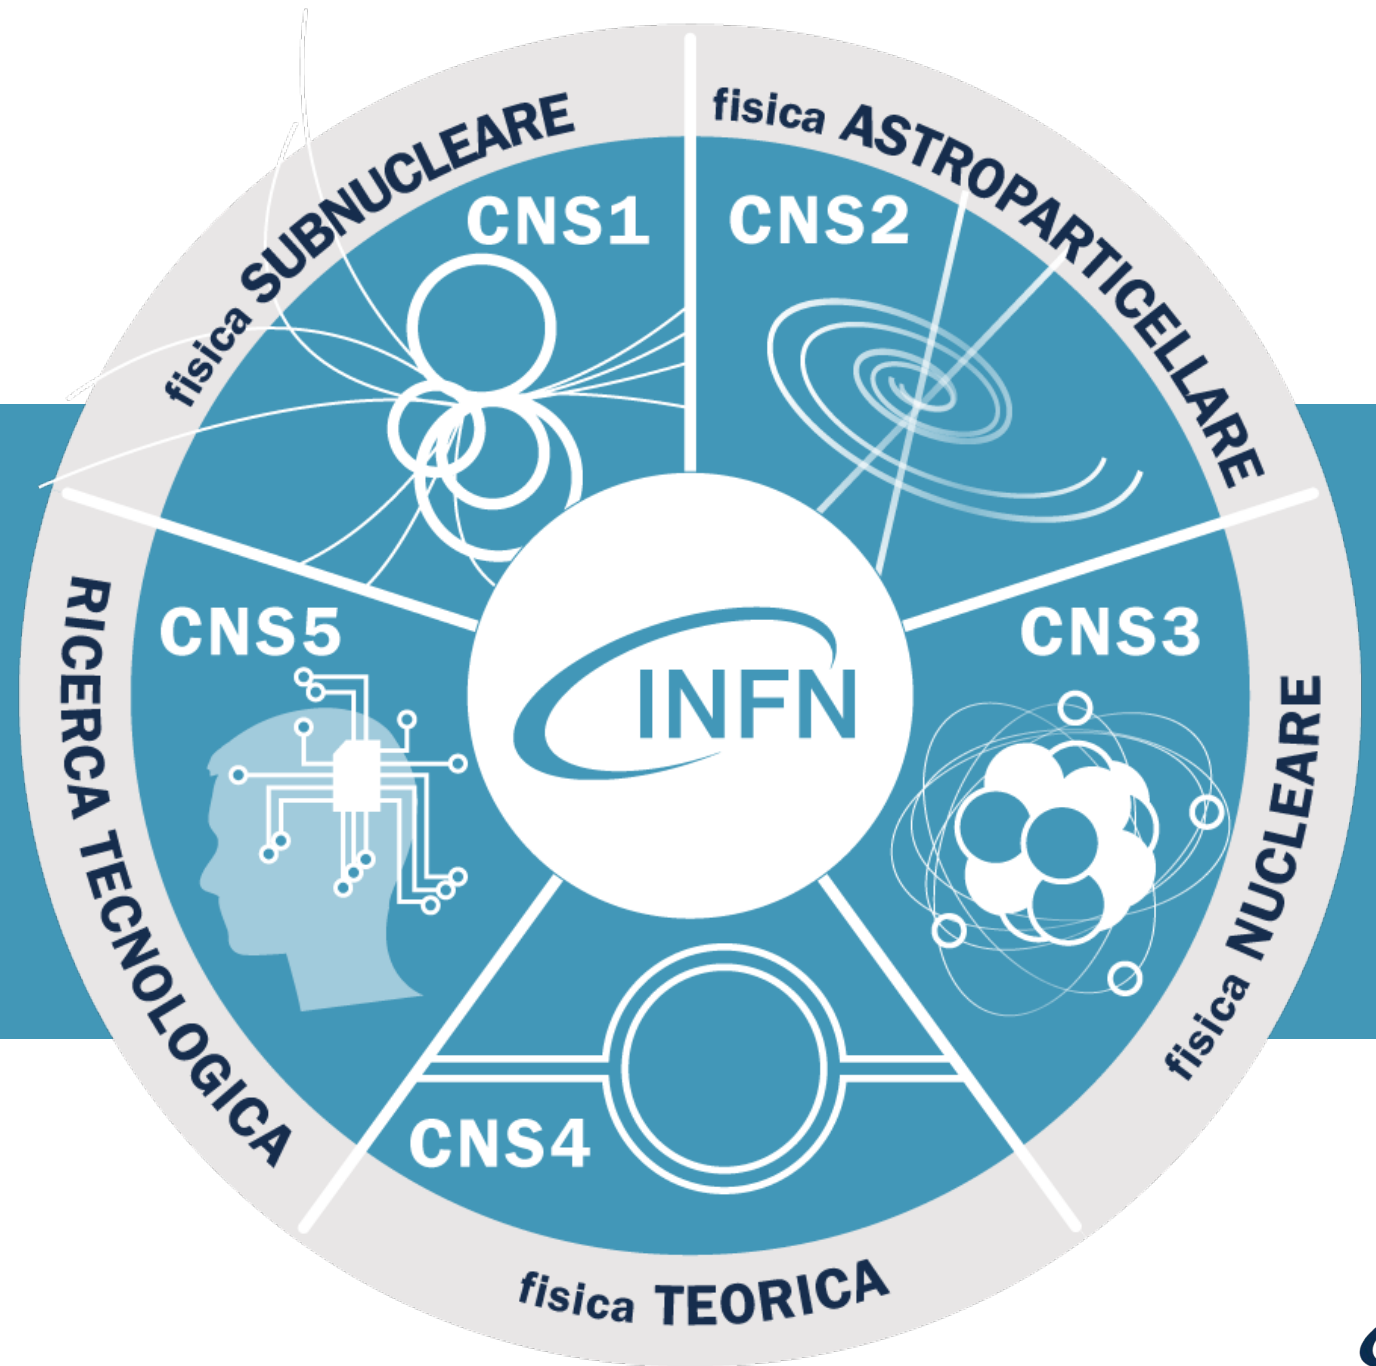 fisica SUBNUCLEARE
CNS1
fisica ASTROPARTICELLARE
CNS2
fisica NUCLEARE
CNS3
fisica TEORICA
CNS4
RICERCA TECNOLOGICA
CNS5
INFN